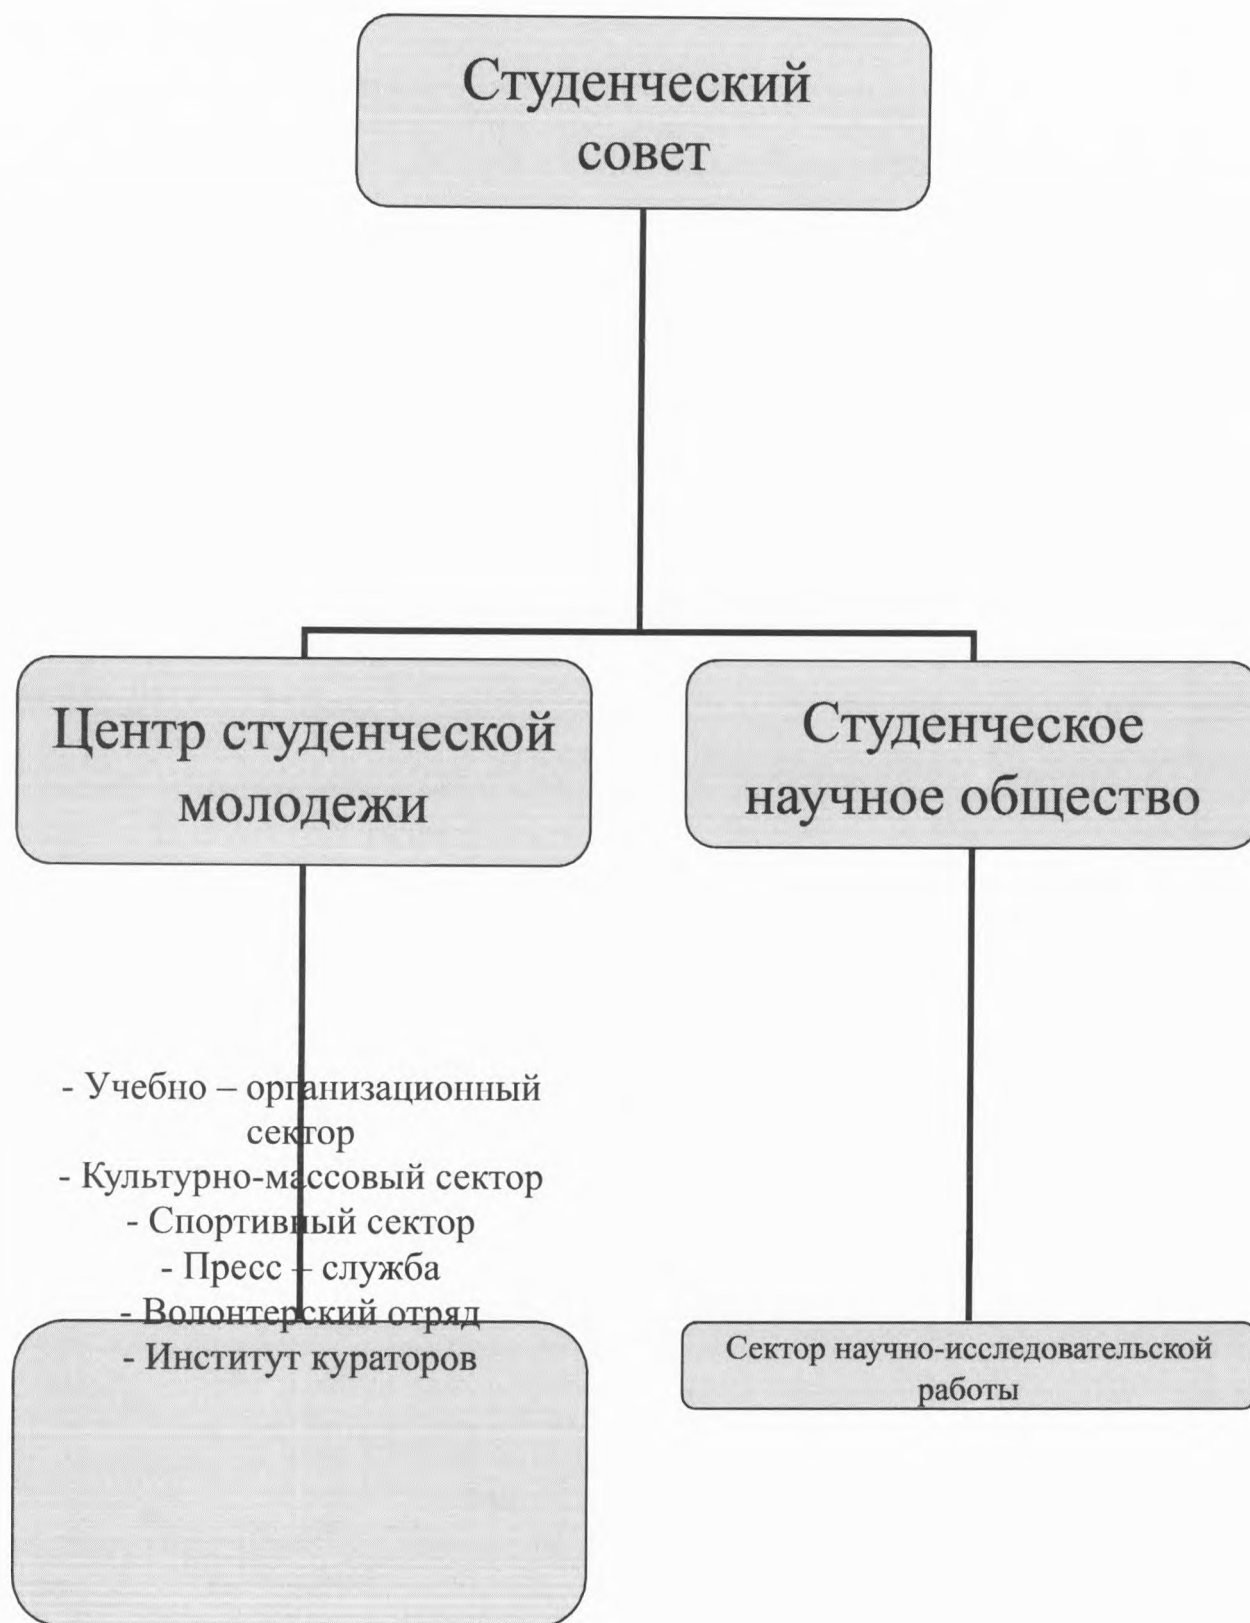 Студенческий
совет
Центр студенческой
молодежи
Студенческое
научное общество
- Учебно – организационный
сектор
- Культурно-массовый сектор
- Спортивный сектор
- Пресс – служба
- Волонтерский отряд
- Институт кураторов
Сектор научно-исследовательской
работы